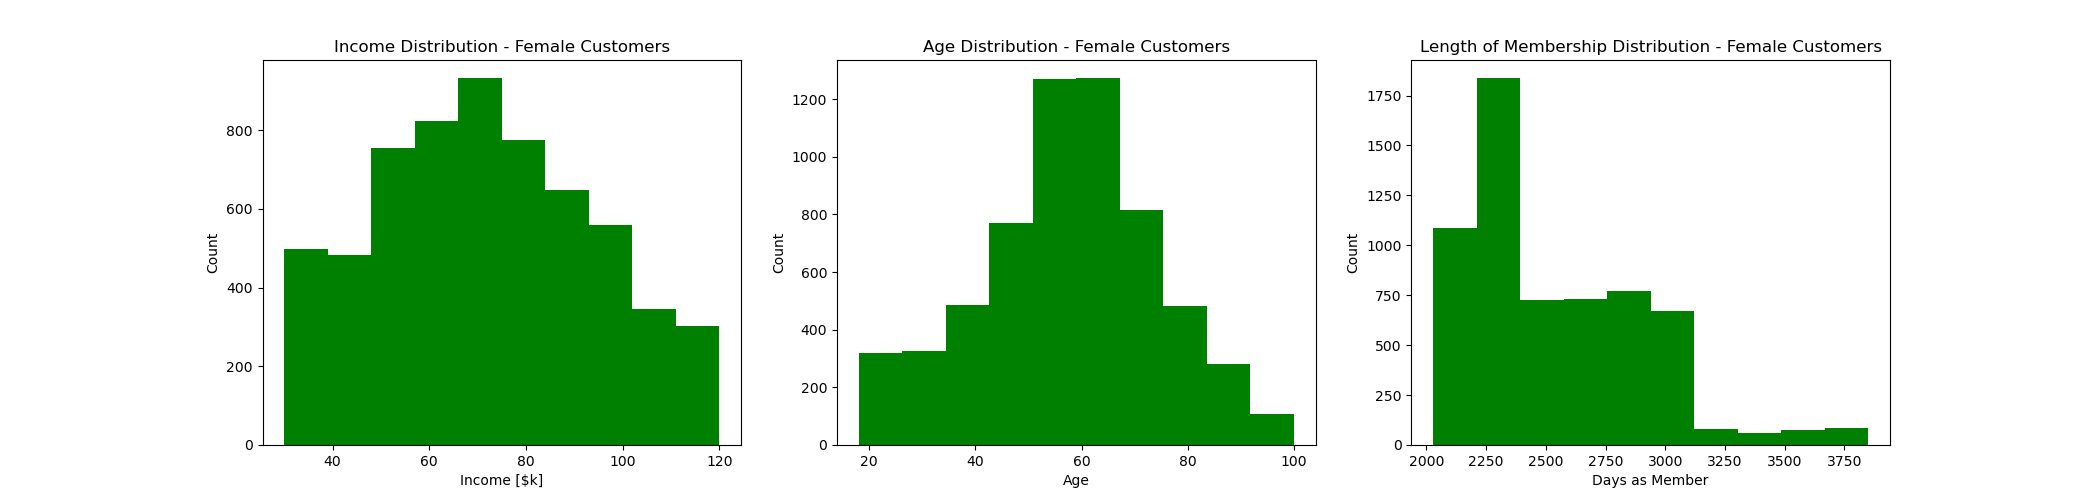 Income Distribution - Female Customers
Count
800
600
400
200
0
40 60 80 100 120
Income [$k]
Age Distribution - Female Customers
Count
1200
1000
800
600
400
200
0
20 40 60 80 100
Age
Length of Membership Distribution - Female Customers
Count
1750
1500
1250
1000
750
500
250
0
2000 2250 2500 2750 3000 3250 3500 3750
Days as Member